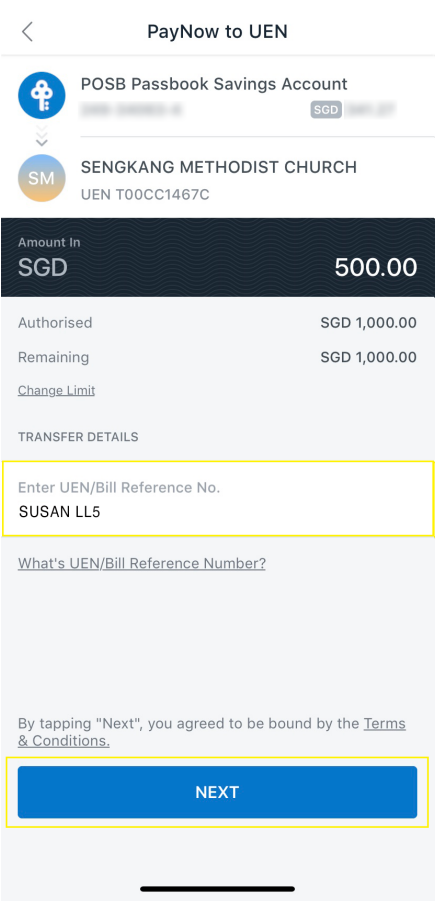 PayNow to UEN
POSB Passbook Savings Account
SGD
SM
SENGKANG METHODIST CHURCH
UEN T00CC1467C
Amount In
SGD 500.00
Authorised SGD 1,000.00
Remaining SGD 1,000.00
Change Limit
TRANSFER DETAILS
Enter UEN/Bill Reference No.
SUSAN LL5
What's UEN/Bill Reference Number?
By tapping "Next", you agreed to be bound by the Terms
& Conditions.
NEXT